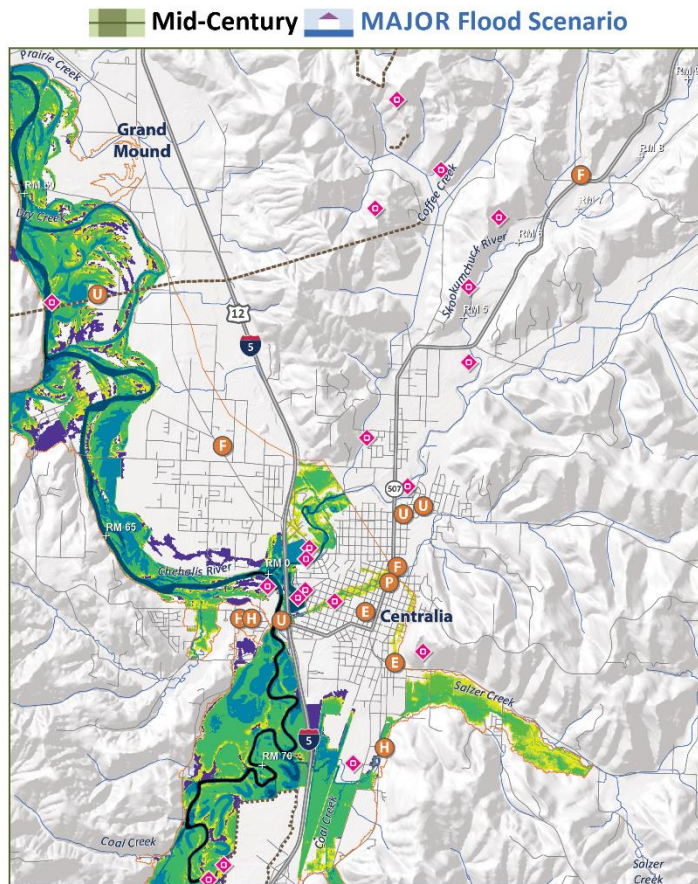 Mid-Century MAJOR Flood Scenario
Prairie Creek
Grand
Mound
RM 8
F
RM 7
Coffee Creek
Dry Creek
Skookumchuck River
RM 6
U
12
5
RM 5
F
507
U U
RM 65
Chehalis River
RM 0
F
P
E
Centralia
H
U
E
Salzer Creek
H
5
RM 70
Coal Creek
Coal Creek
Salzer
Creek